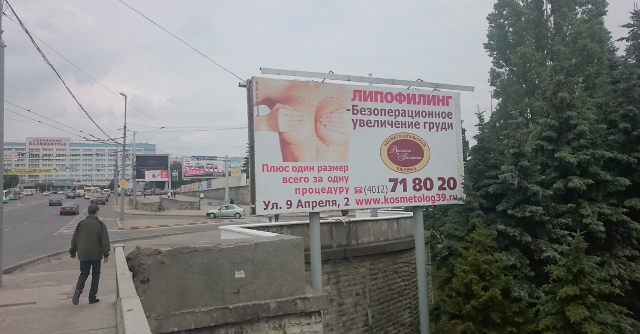 ЛИПОФИЛИНГ
-Безоперационное
увеличение груди
Плюс один размер
всего за одну
процедуру
(4012) 71 80 20
Ул. 9 Апреля, 2 www.kosmetolog39.ru
КАЛИНИНГРАД